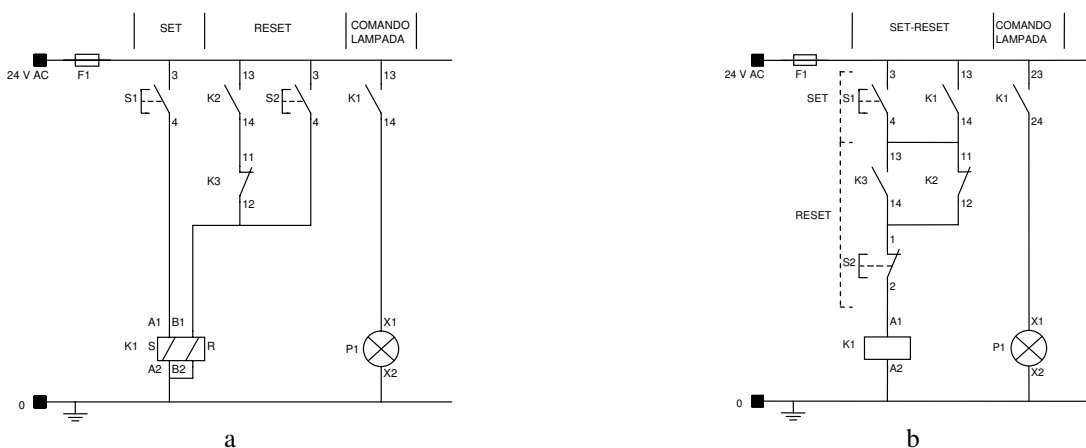 SET
RESET
COMANDO
LAMPADA
24 V AC
F1
3
13
3
13
S1
K2
S2
K1
4
14
4
14
11
K3
12
A1 B1
X1
K1 S R
P1
A2 B2
X2
0
a
SET-RESET
COMANDO
LAMPADA
24 V AC
F1
3
13
23
SET
S1
K1
K1
4
14
24
13
11
K3
K2
14
12
RESET
1
S2
2
A1
X1
K1
P1
A2
X2
0
b